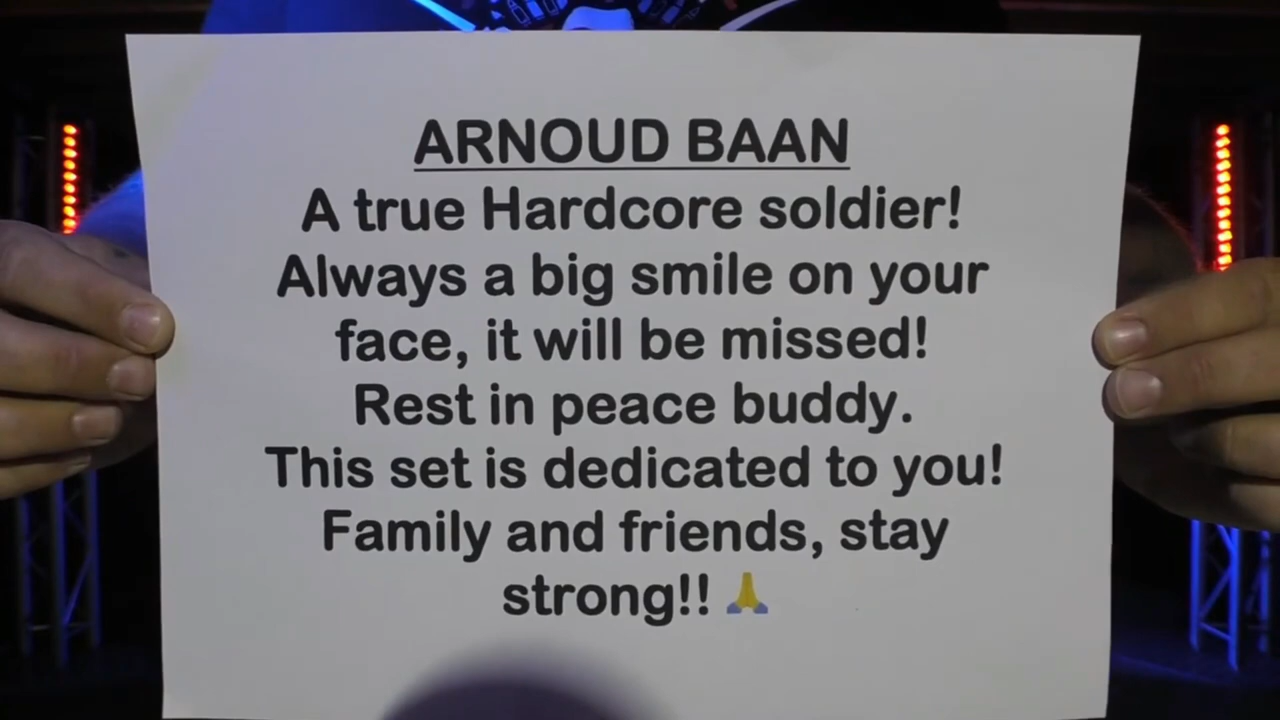 ARNOUD BAAN
A true Hardcore soldier!
Always a big smile on your
face, it will be missed!
Rest in peace buddy.
This set is dedicated to you!
Family and friends, stay
strong!! 🙏